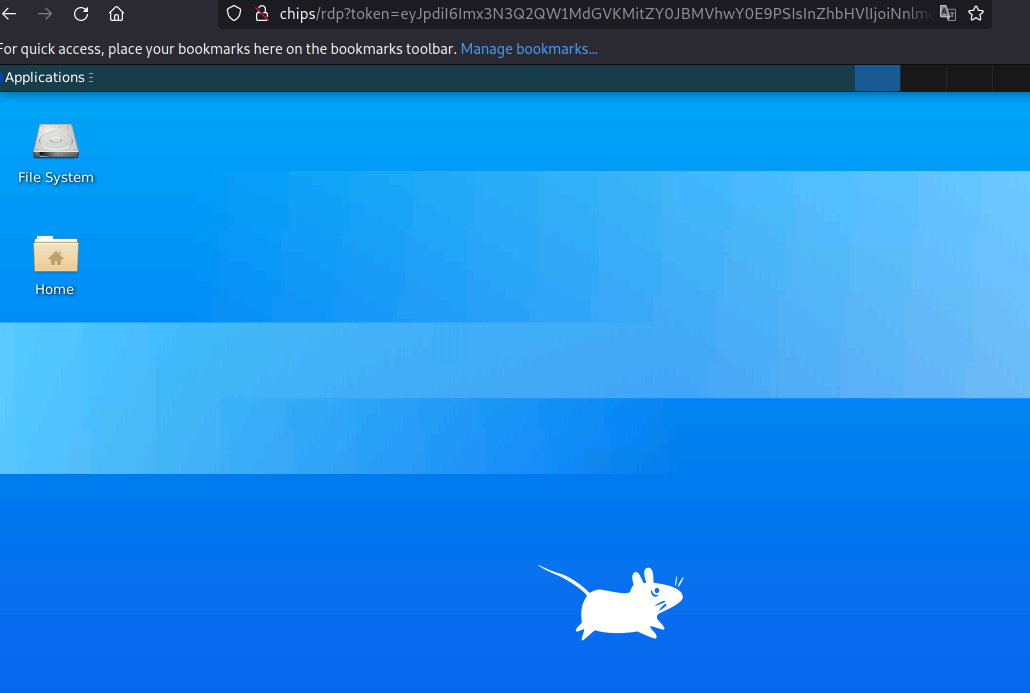 chips/rdp?token=eyJpdiI6Imx3N3Q2QW1MdGVKMitZY0JBMVhwY0E9PSIsInZhbHVlIjoiNnlm
For quick access, place your bookmarks here on the bookmarks toolbar. Manage bookmarks...
Applications
File System
Home